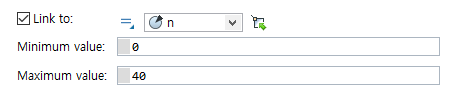 Link to: n
Minimum value: 0
Maximum value: 40